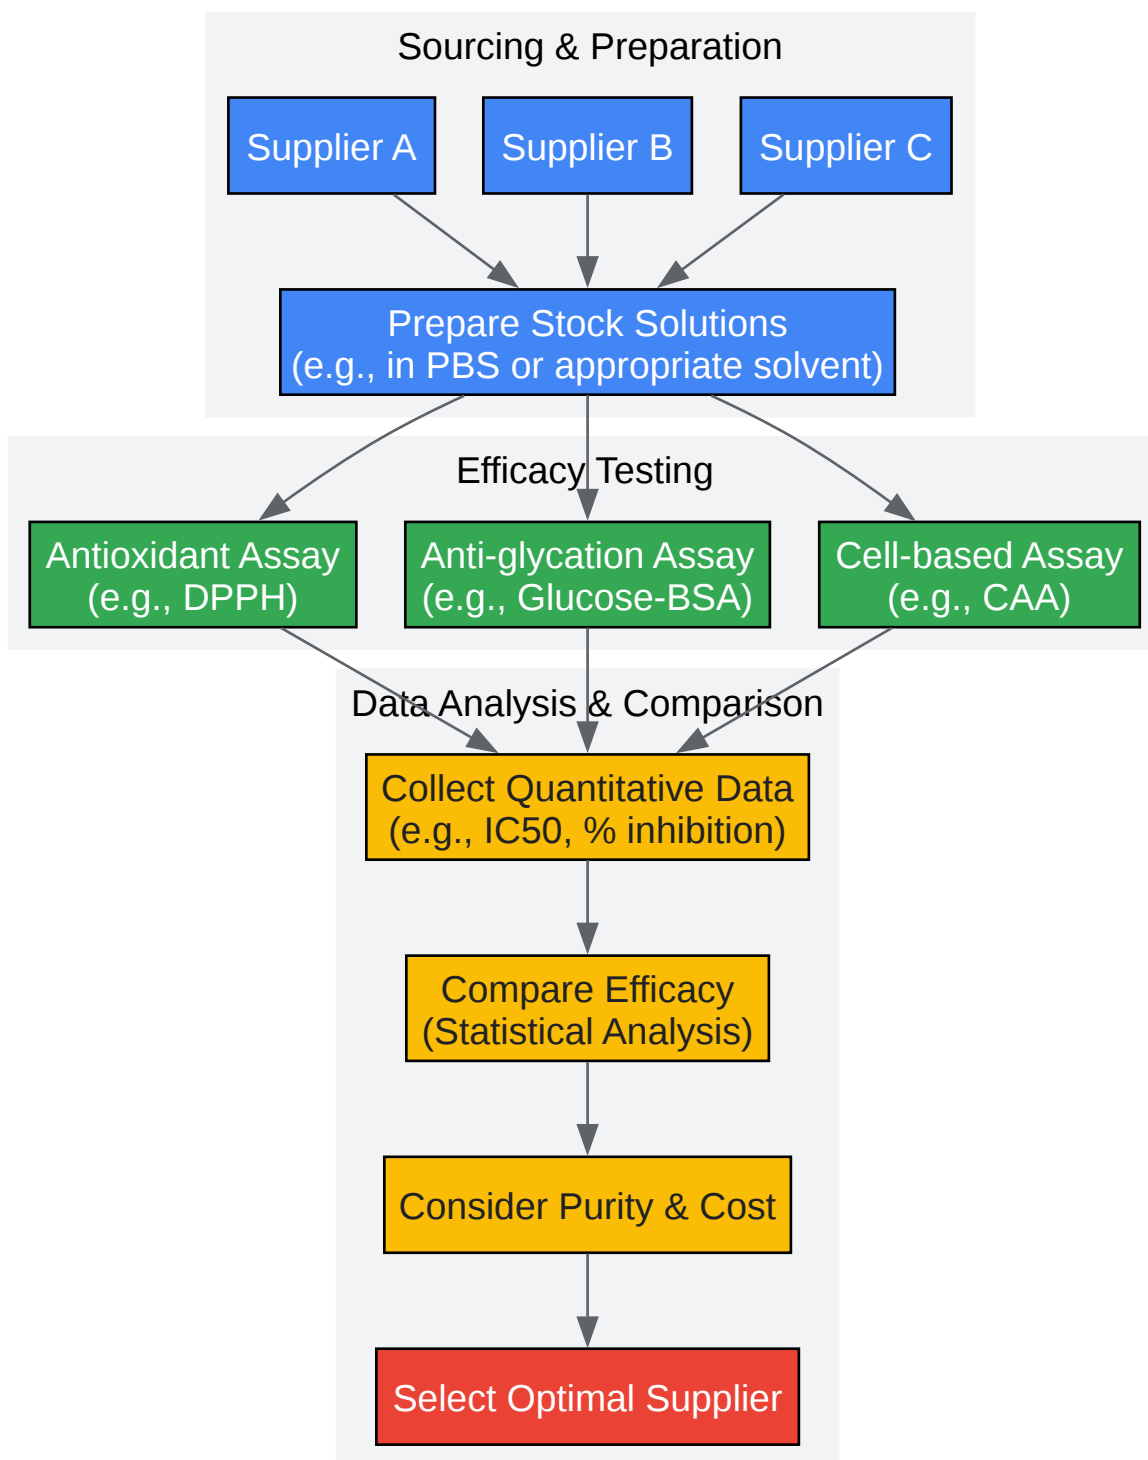 Sourcing & Preparation
Supplier A
Supplier B
Supplier C
Prepare Stock Solutions
(e.g., in PBS or appropriate solvent)
Efficacy Testing
Antioxidant Assay
(e.g., DPPH)
Anti-glycation Assay
(e.g., Glucose-BSA)
Cell-based Assay
(e.g., CAA)
Data Analysis & Comparison
Collect Quantitative Data
(e.g., IC50, % inhibition)
Compare Efficacy
(Statistical Analysis)
Consider Purity & Cost
Select Optimal Supplier